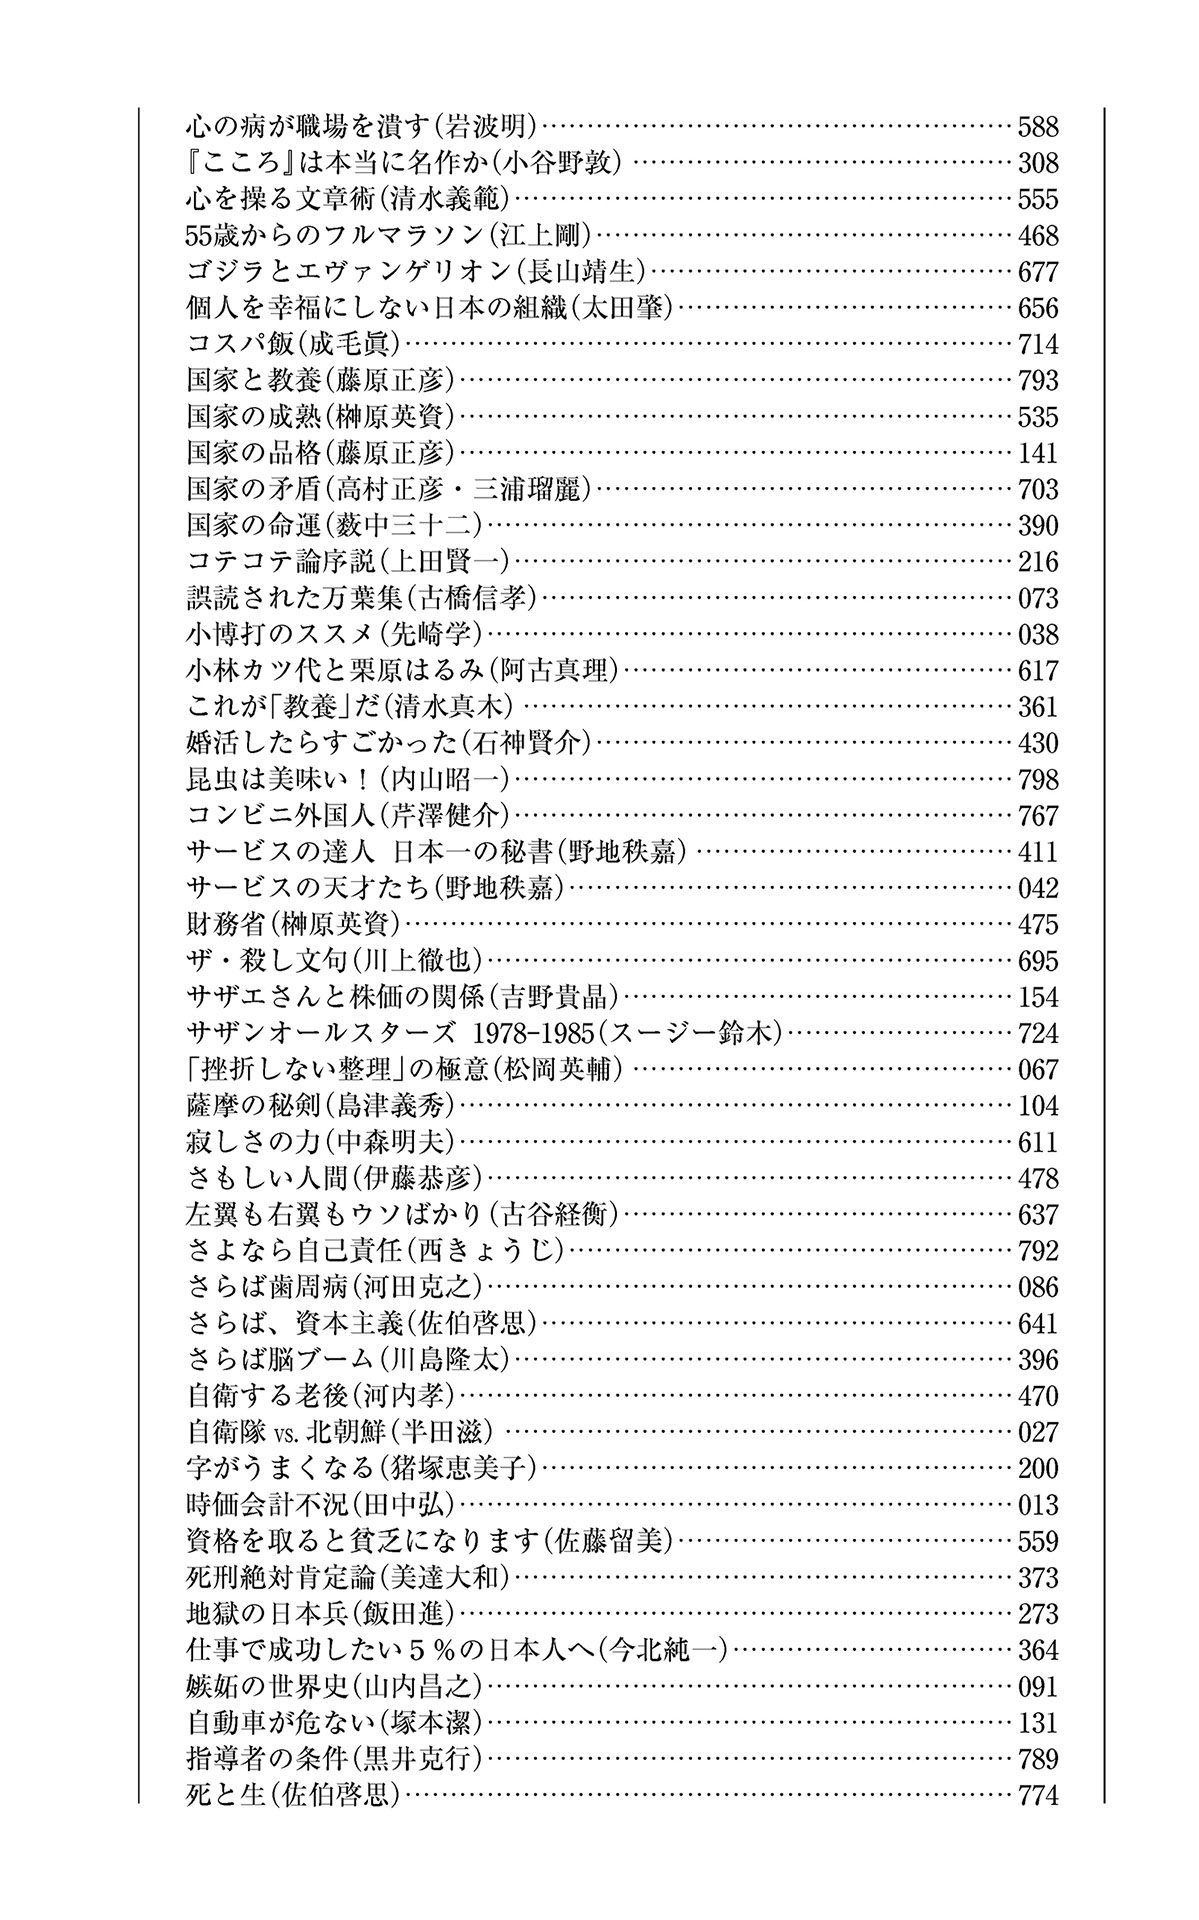 心の病が職場を潰す(岩波明)……………………………………………588
『こころ』は本当に名作か(小谷野敦)……………………………………308
心を操る文章術(清水義範)………………………………………………555
55歳からのフルマラソン(江上剛)………………………………………468
ゴジラとエヴァンゲリオン(長山靖生)…………………………………677
個人を幸福にしない日本の組織(太田肇)………………………………656
コスパ飯(成毛眞)…………………………………………………………714
国家と教養(藤原正彦)……………………………………………………793
国家の成熟(榊原英資)……………………………………………………535
国家の品格(藤原正彦)……………………………………………………141
国家の矛盾(高村正彦・三浦瑠麗)………………………………………703
国家の命運(薮中三十二)…………………………………………………390
コテコテ論序説(上田賢一)………………………………………………216
誤読された万葉集(古橋信孝)……………………………………………073
小博打のススメ(先崎学)…………………………………………………038
小林カツ代と栗原はるみ(阿古真理)……………………………………617
これが「教養」だ(清水真木)………………………………………………361
婚活したらすごかった(石神賢介)………………………………………430
昆虫は美味い！(内山昭一)………………………………………………798
コンビニ外国人(芹澤健介)………………………………………………767
サービスの達人 日本一の秘書(野地秩嘉)………………………………411
サービスの天才たち(野地秩嘉)…………………………………………042
財務省(榊原英資)…………………………………………………………475
ザ・殺し文句(川上徹也)…………………………………………………695
サザエさんと株価の関係(吉野貴晶)……………………………………154
サザンオールスターズ 1978-1985(スージー鈴木)……………………724
「挫折しない整理」の極意(松岡英輔)……………………………………067
薩摩の秘剣(島津義秀)……………………………………………………104
寂しさの力(中森明夫)……………………………………………………611
さもしい人間(伊藤恭彦)…………………………………………………478
左翼も右翼もウソばかり(古谷経衡)……………………………………637
さよなら自己責任(西きょうじ)…………………………………………792
さらば歯周病(河田克之)…………………………………………………086
さらば、資本主義(佐伯啓思)……………………………………………641
さらば脳ブーム(川島隆太)………………………………………………396
自衛する老後(河内孝)……………………………………………………470
自衛隊 vs. 北朝鮮(半田滋)………………………………………………027
字がうまくなる(猪塚恵美子)……………………………………………200
時価会計不況(田中弘)……………………………………………………013
資格を取ると貧乏になります(佐藤留美)………………………………559
死刑絶対肯定論(美達大和)………………………………………………373
地獄の日本兵(飯田進)……………………………………………………273
仕事で成功したい５％の日本人へ(今北純一)…………………………364
嫉妬の世界史(山内昌之)…………………………………………………091
自動車が危ない(塚本潔)…………………………………………………131
指導者の条件(黒井克行)…………………………………………………789
死と生(佐伯啓思)…………………………………………………………774